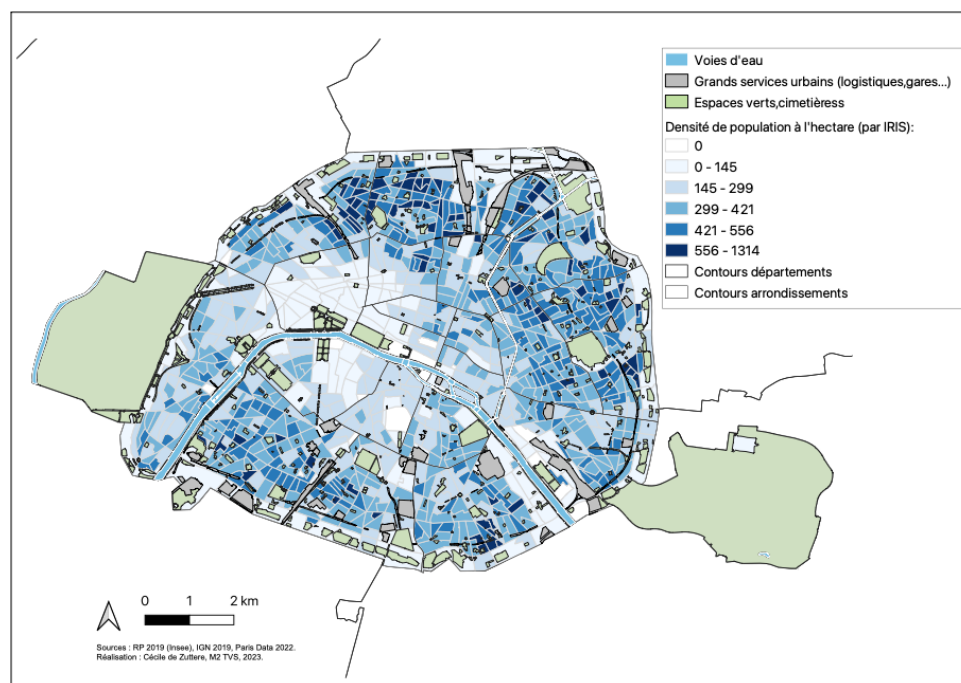 Voies d'eau
Grands services urbains (logistiques,gares...)
Espaces verts,cimetièress
Densité de population à l'hectare (par IRIS):
0
0 - 145
145 - 299
299 - 421
421 - 556
556 - 1314
Contours départements
Contours arrondissements
0 1 2 km
Sources : RP 2019 (Insee), IGN 2019, Paris Data 2022.
Réalisation : Cécile de Zuttere, M2 TVS, 2023.